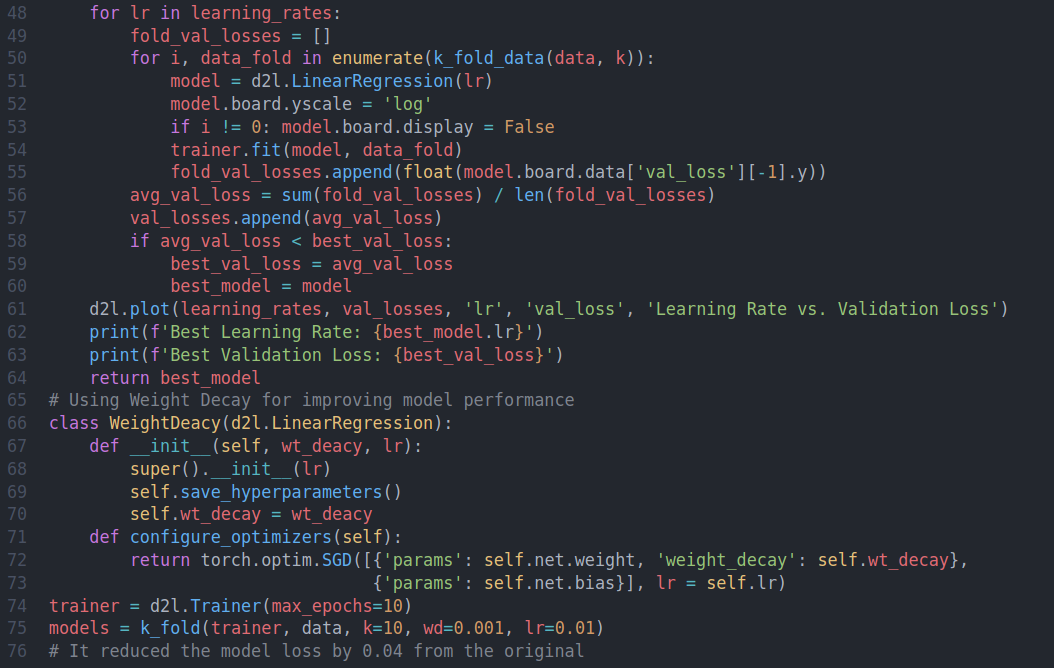 48 for lr in learning_rates:
49 fold_val_losses = []
50 for i, data_fold in enumerate(k_fold_data(data, k)):
51 model = d2l.LinearRegression(lr)
52 model.board.yscale = 'log'
53 if i != 0: model.board.display = False
54 trainer.fit(model, data_fold)
55 fold_val_losses.append(float(model.board.data['val_loss'][-1].y))
56 avg_val_loss = sum(fold_val_losses) / len(fold_val_losses)
57 val_losses.append(avg_val_loss)
58 if avg_val_loss < best_val_loss:
59 best_val_loss = avg_val_loss
60 best_model = model
61 d2l.plot(learning_rates, val_losses, 'lr', 'val_loss', 'Learning Rate vs. Validation Loss')
62 print(f'Best Learning Rate: {best_model.lr}')
63 print(f'Best Validation Loss: {best_val_loss}')
64 return best_model
65 # Using Weight Decay for improving model performance
66 class WeightDeacy(d2l.LinearRegression):
67 def __init__(self, wt_deacy, lr):
68 super().__init__(lr)
69 self.save_hyperparameters()
70 self.wt_decay = wt_deacy
71 def configure_optimizers(self):
72 return torch.optim.SGD([{'params': self.net.weight, 'weight_decay': self.wt_decay},
73 {'params': self.net.bias}], lr = self.lr)
74 trainer = d2l.Trainer(max_epochs=10)
75 models = k_fold(trainer, data, k=10, wd=0.001, lr=0.01)
76 # It reduced the model loss by 0.04 from the original